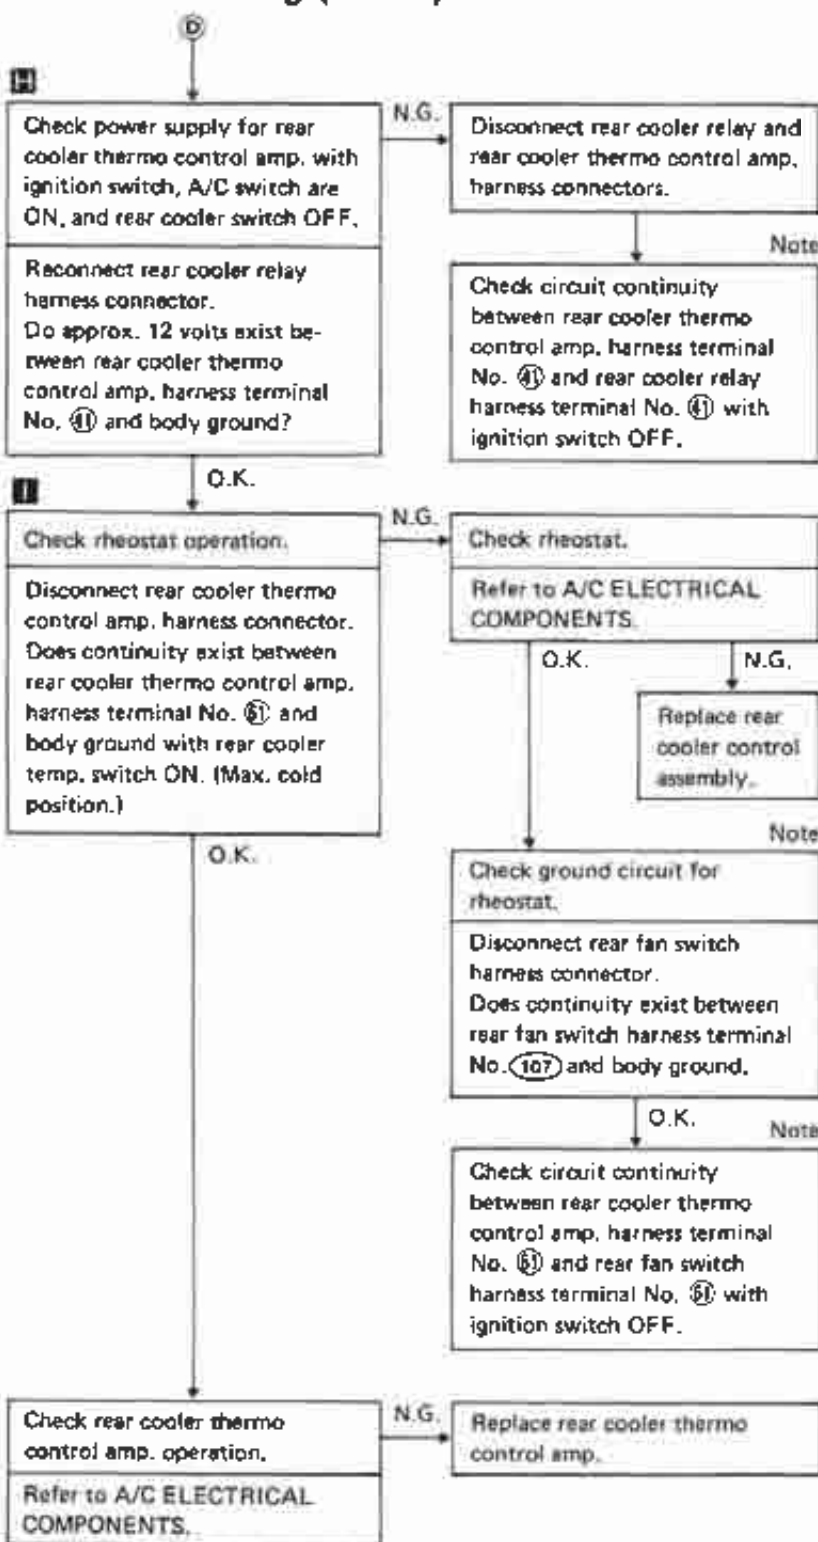 D
H
Check power supply for rear
cooler thermo control amp. with
ignition switch, A/C switch are
ON, and rear cooler switch OFF.
Reconnect rear cooler relay
harness connector.
Do approx. 12 volts exist be-
tween rear cooler thermo
control amp. harness terminal
No. 41 and body ground?
N.G.
Disconnect rear cooler relay and
rear cooler thermo control amp.
harness connectors.
Note
Check circuit continuity
between rear cooler thermo
control amp. harness terminal
No. 41 and rear cooler relay
harness terminal No. 41 with
ignition switch OFF.
O.K.
I
Check rheostat operation.
Disconnect rear cooler thermo
control amp. harness connector.
Does continuity exist between
rear cooler thermo control amp.
harness terminal No. 61 and
body ground with rear cooler
temp. switch ON. (Max. cold
position.)
N.G.
Check rheostat.
Refer to A/C ELECTRICAL
COMPONENTS.
O.K.
N.G.
Replace rear
cooler control
assembly.
Note
Check ground circuit for
rheostat.
Disconnect rear fan switch
harness connector.
Does continuity exist between
rear fan switch harness terminal
No. 107 and body ground.
O.K.
Note
Check circuit continuity
between rear cooler thermo
control amp. harness terminal
No. 61 and rear fan switch
harness terminal No. 61 with
ignition switch OFF.
O.K.
Check rear cooler thermo
control amp. operation.
Refer to A/C ELECTRICAL
COMPONENTS.
N.G.
Replace rear cooler thermo
control amp.